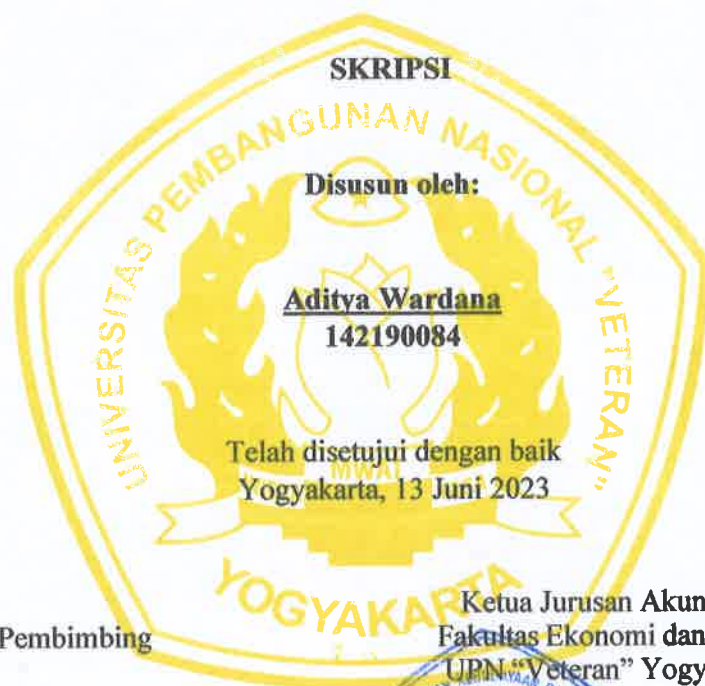 SKRIPSI
UNIVERSITAS PEMBANGUNAN NASIONAL "VETERAN"
Disusun oleh:
Aditya Wardana
142190084
Telah disetujui dengan baik
Yogyakarta, 13 Juni 2023
YOGYAKARTA
Pembimbing
Ketua Jurusan Akun
Fakultas Ekonomi dan
UPN "Veteran" Yogy